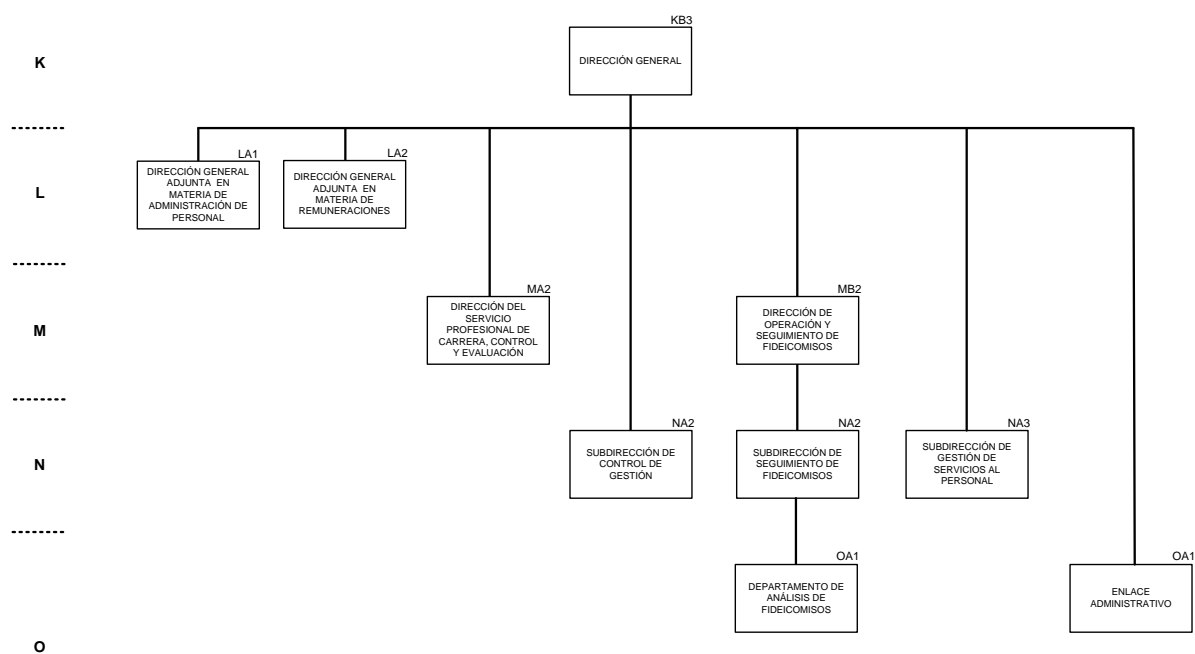 KB3
K
DIRECCIÓN GENERAL
LA1
LA2
L
DIRECCIÓN GENERAL
ADJUNTA EN
MATERIA DE
ADMINISTRACIÓN DE
PERSONAL
DIRECCIÓN GENERAL
ADJUNTA EN
MATERIA DE
REMUNERACIONES
MA2
MB2
M
DIRECCIÓN DEL
SERVICIO
PROFESIONAL DE
CARRERA, CONTROL
Y EVALUACIÓN
DIRECCIÓN DE
OPERACIÓN Y
SEGUIMIENTO DE
FIDEICOMISOS
NA2
NA2
NA3
N
SUBDIRECCIÓN DE
CONTROL DE
GESTIÓN
SUBDIRECCIÓN DE
SEGUIMIENTO DE
FIDEICOMISOS
SUBDIRECCIÓN DE
GESTIÓN DE
SERVICIOS AL
PERSONAL
OA1
OA1
DEPARTAMENTO DE
ANÁLISIS DE
FIDEICOMISOS
ENLACE
ADMINISTRATIVO
O